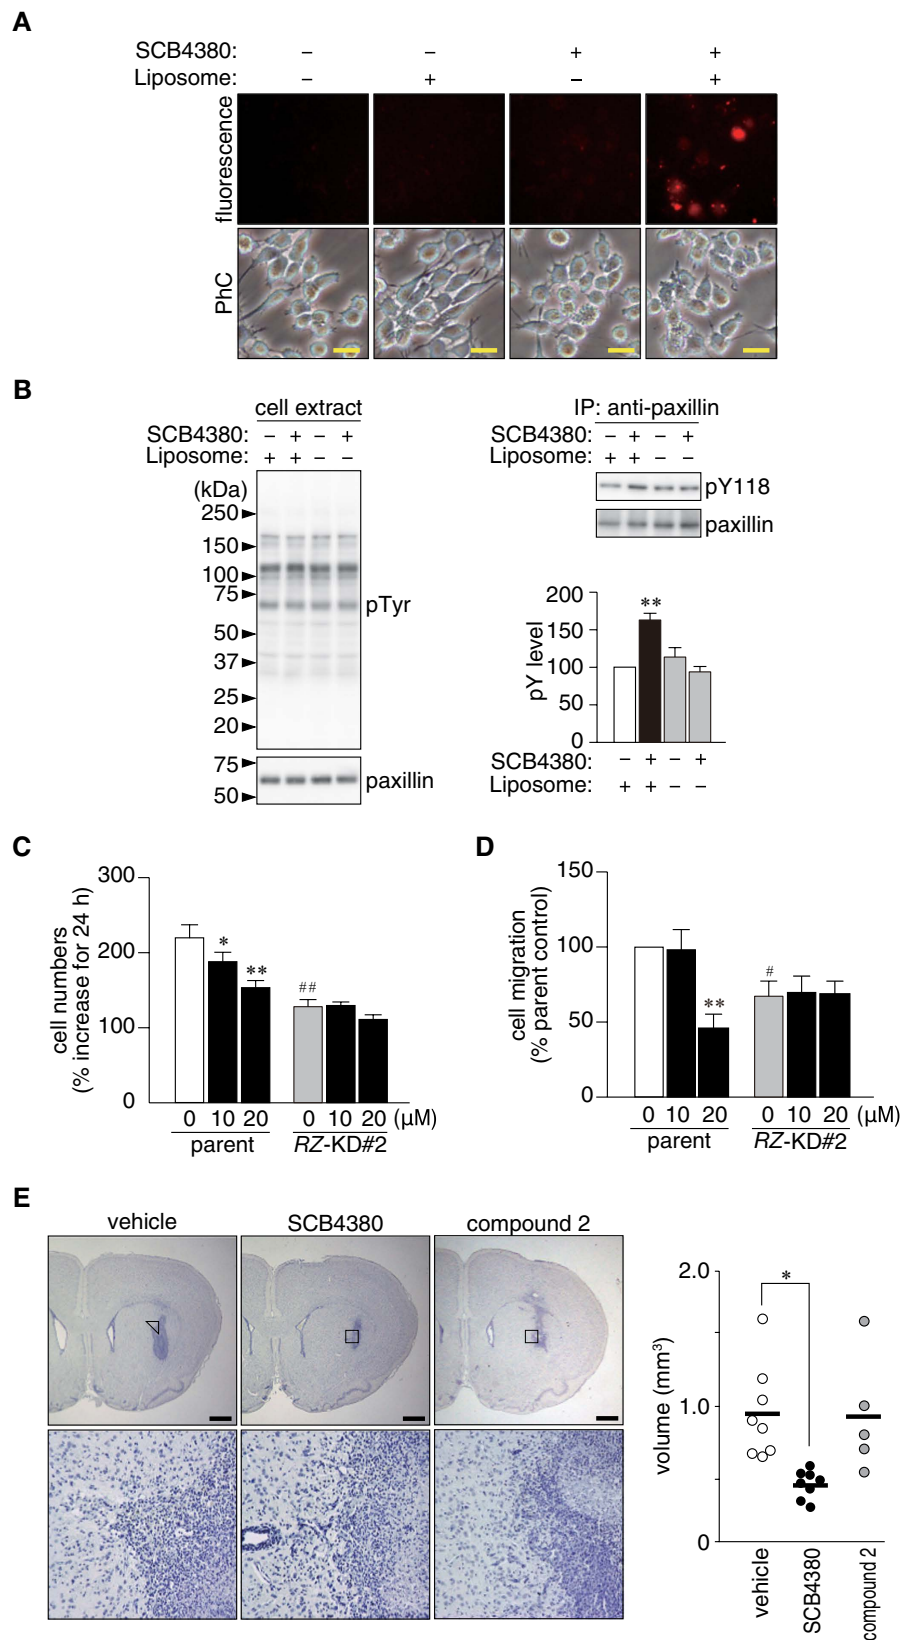 A
SCB4380: – – + +
Liposome: – + – +
fluorescence
PhC
B
cell extract
SCB4380: – + – +
Liposome: + + – –
(kDa)
250
150
100
75
50
37
25
20
pTyr
75
50
paxillin
IP: anti-paxillin
SCB4380: – + – +
Liposome: + + – –
pY118
paxillin
pY level
200
150
100
50
0
**
SCB4380: – + – +
Liposome: + + – –
C
cell numbers
(% increase for 24 h)
300
200
100
0
*
**
##
0 10 20 0 10 20 (μM)
parent RZ-KD#2
D
cell migration
(% parent control)
150
100
50
0
**
#
0 10 20 0 10 20 (μM)
parent RZ-KD#2
E
vehicle SCB4380 compound 2
volume (mm³)
2.0
1.0
0
*
vehicle
SCB4380
compound 2